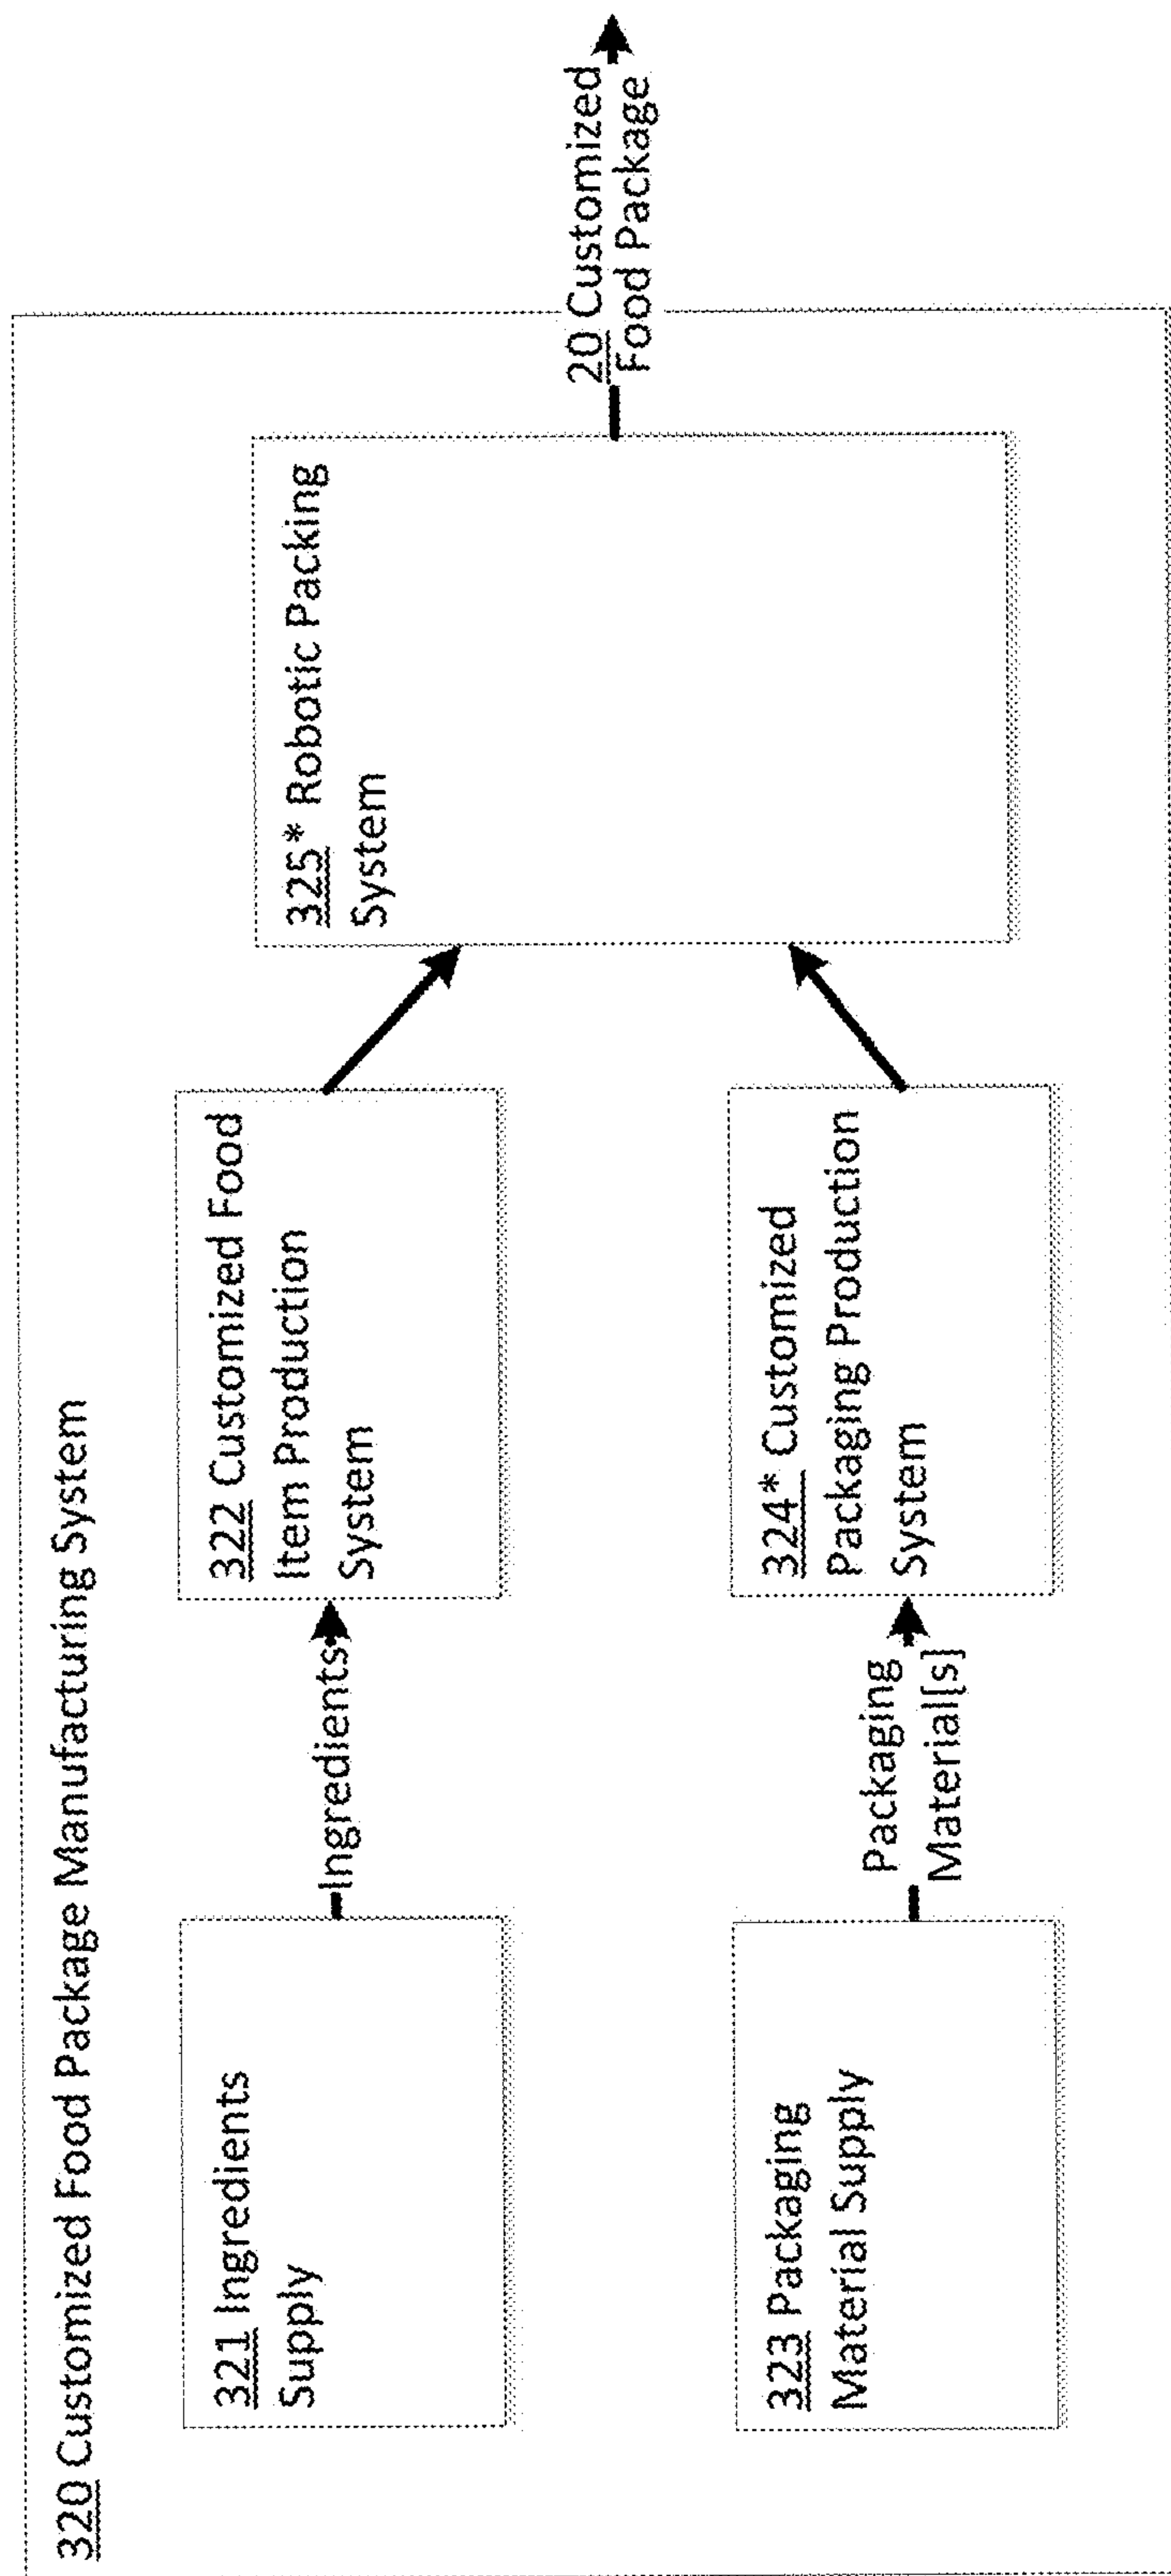 320 Customized Food Package Manufacturing System
321 Ingredients
Supply
Ingredients
322 Customized Food
Item Production
System
323 Packaging
Material Supply
Packaging
Material[s]
324* Customized
Packaging Production
System
325* Robotic Packing
System
20 Customized
Food Package